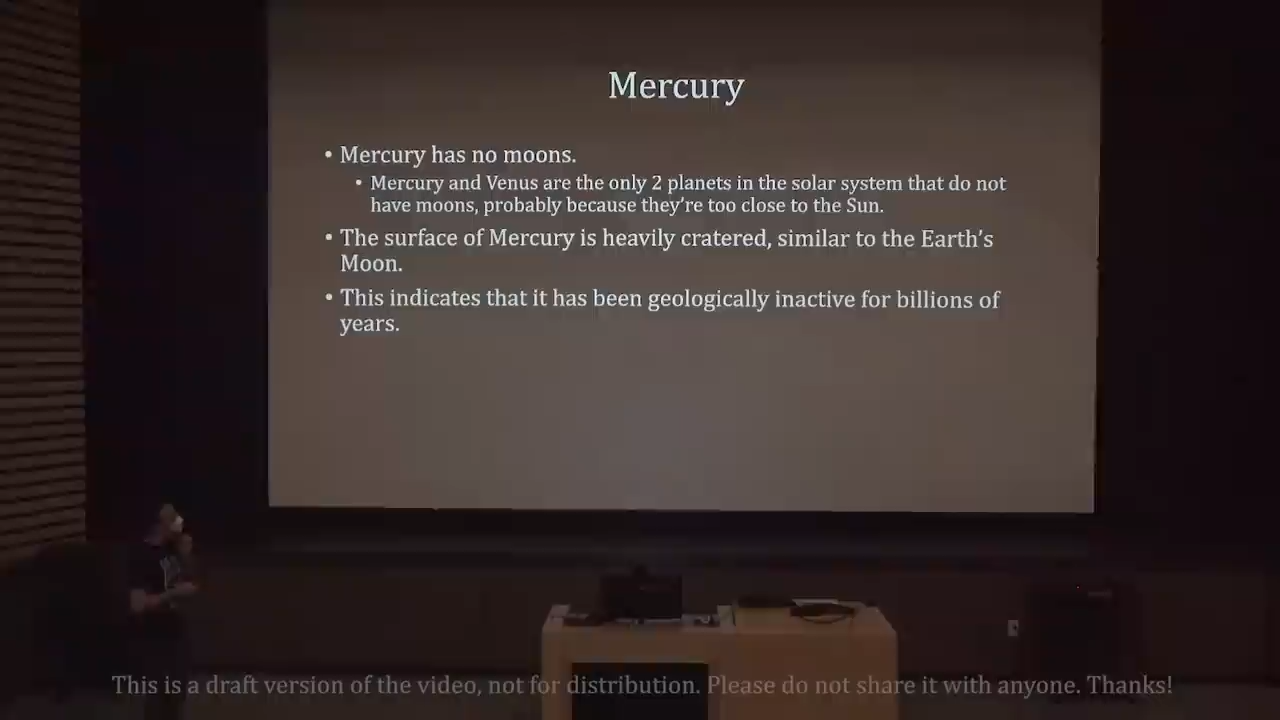 Mercury
• Mercury has no moons.
• Mercury and Venus are the only 2 planets in the solar system that do not
have moons, probably because they’re too close to the Sun.
• The surface of Mercury is heavily cratered, similar to the Earth’s
Moon.
• This indicates that it has been geologically inactive for billions of
years.
This is a draft version of the video, not for distribution. Please do not share it with anyone. Thanks!